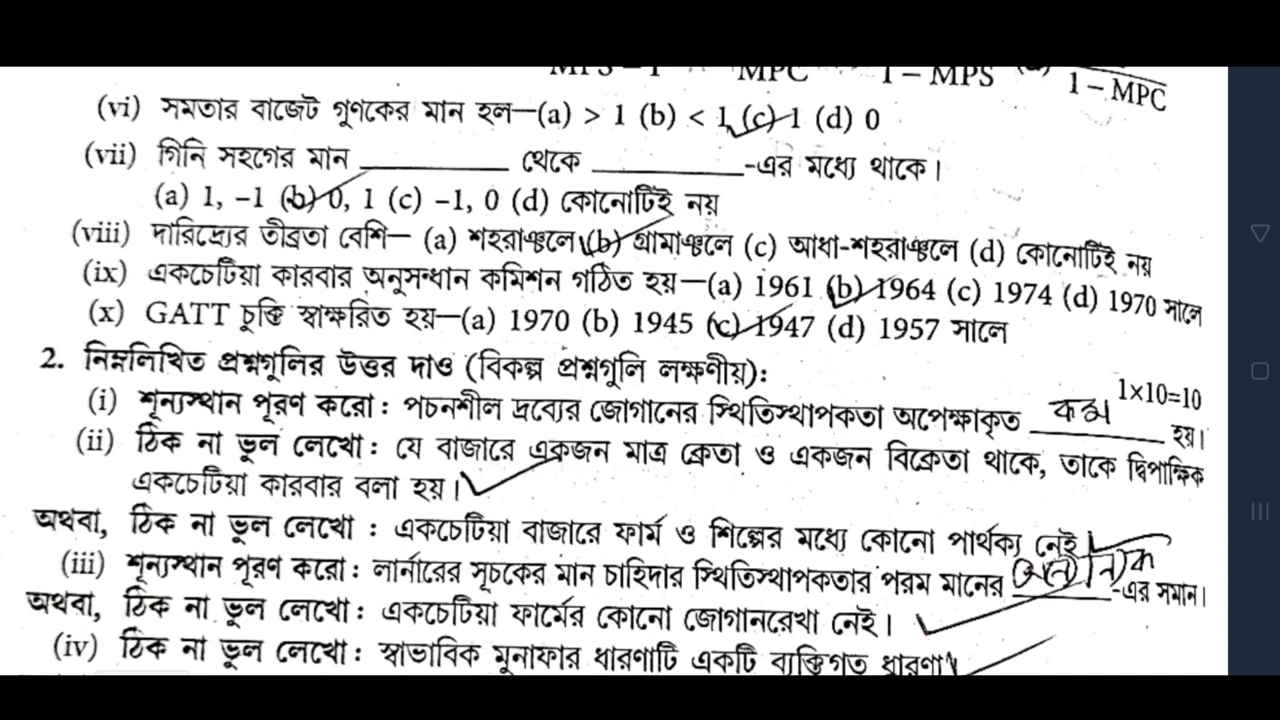 1 – MPS
1 – MPC
(vi) সমতার বাজেট গুণকের মান হল—(a) > 1 (b) < 1 (c) 1 (d) 0
(vii) গিনি সহগের মান __________ থেকে __________-এর মধ্যে থাকে।
(a) 1, –1 (b) 0, 1 (c) –1, 0 (d) কোনোটিই নয়
(viii) দারিদ্র্যের তীব্রতা বেশি— (a) শহরাঞ্চলে (b) গ্রামাঞ্চলে (c) আধা-শহরাঞ্চলে (d) কোনোটিই নয়
(ix) একচেটিয়া কারবার অনুসন্ধান কমিশন গঠিত হয়—(a) 1961 (b) 1964 (c) 1974 (d) 1970 সালে
(x) GATT চুক্তি স্বাক্ষরিত হয়—(a) 1970 (b) 1945 (c) 1947 (d) 1957 সালে
2. নিম্নলিখিত প্রশ্নগুলির উত্তর দাও (বিকল্প প্রশ্নগুলি লক্ষণীয়):
1×10=10
(i) শূন্যস্থান পূরণ করো : পচনশীল দ্রব্যের জোগানের স্থিতিস্থাপকতা অপেক্ষাকৃত কম হয়।
(ii) ঠিক না ভুল লেখো : যে বাজারে একজন মাত্র ক্রেতা ও একজন বিক্রেতা থাকে, তাকে দ্বিপাক্ষিক
একচেটিয়া কারবার বলা হয়।
অথবা, ঠিক না ভুল লেখো : একচেটিয়া বাজারে ফার্ম ও শিল্পের মধ্যে কোনো পার্থক্য নেই।
(iii) শূন্যস্থান পূরণ করো : লার্নারের সূচকের মান চাহিদার স্থিতিস্থাপকতার পরম মানের __________-এর সমান।
অথবা, ঠিক না ভুল লেখো : একচেটিয়া ফার্মের কোনো জোগানরেখা নেই।
(iv) ঠিক না ভুল লেখো : স্বাভাবিক মুনাফার ধারণাটি একটি ব্যক্তিগত ধারণা